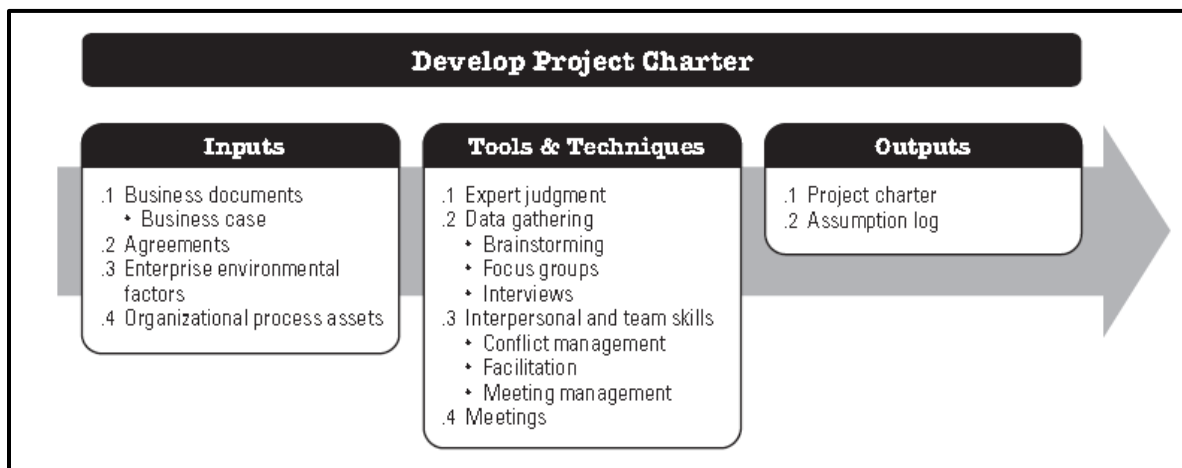 Develop Project Charter
Inputs
.1 Business documents
• Business case
.2 Agreements
.3 Enterprise environmental
factors
.4 Organizational process assets
Tools & Techniques
.1 Expert judgment
.2 Data gathering
• Brainstorming
• Focus groups
• Interviews
.3 Interpersonal and team skills
• Conflict management
• Facilitation
• Meeting management
.4 Meetings
Outputs
.1 Project charter
.2 Assumption log